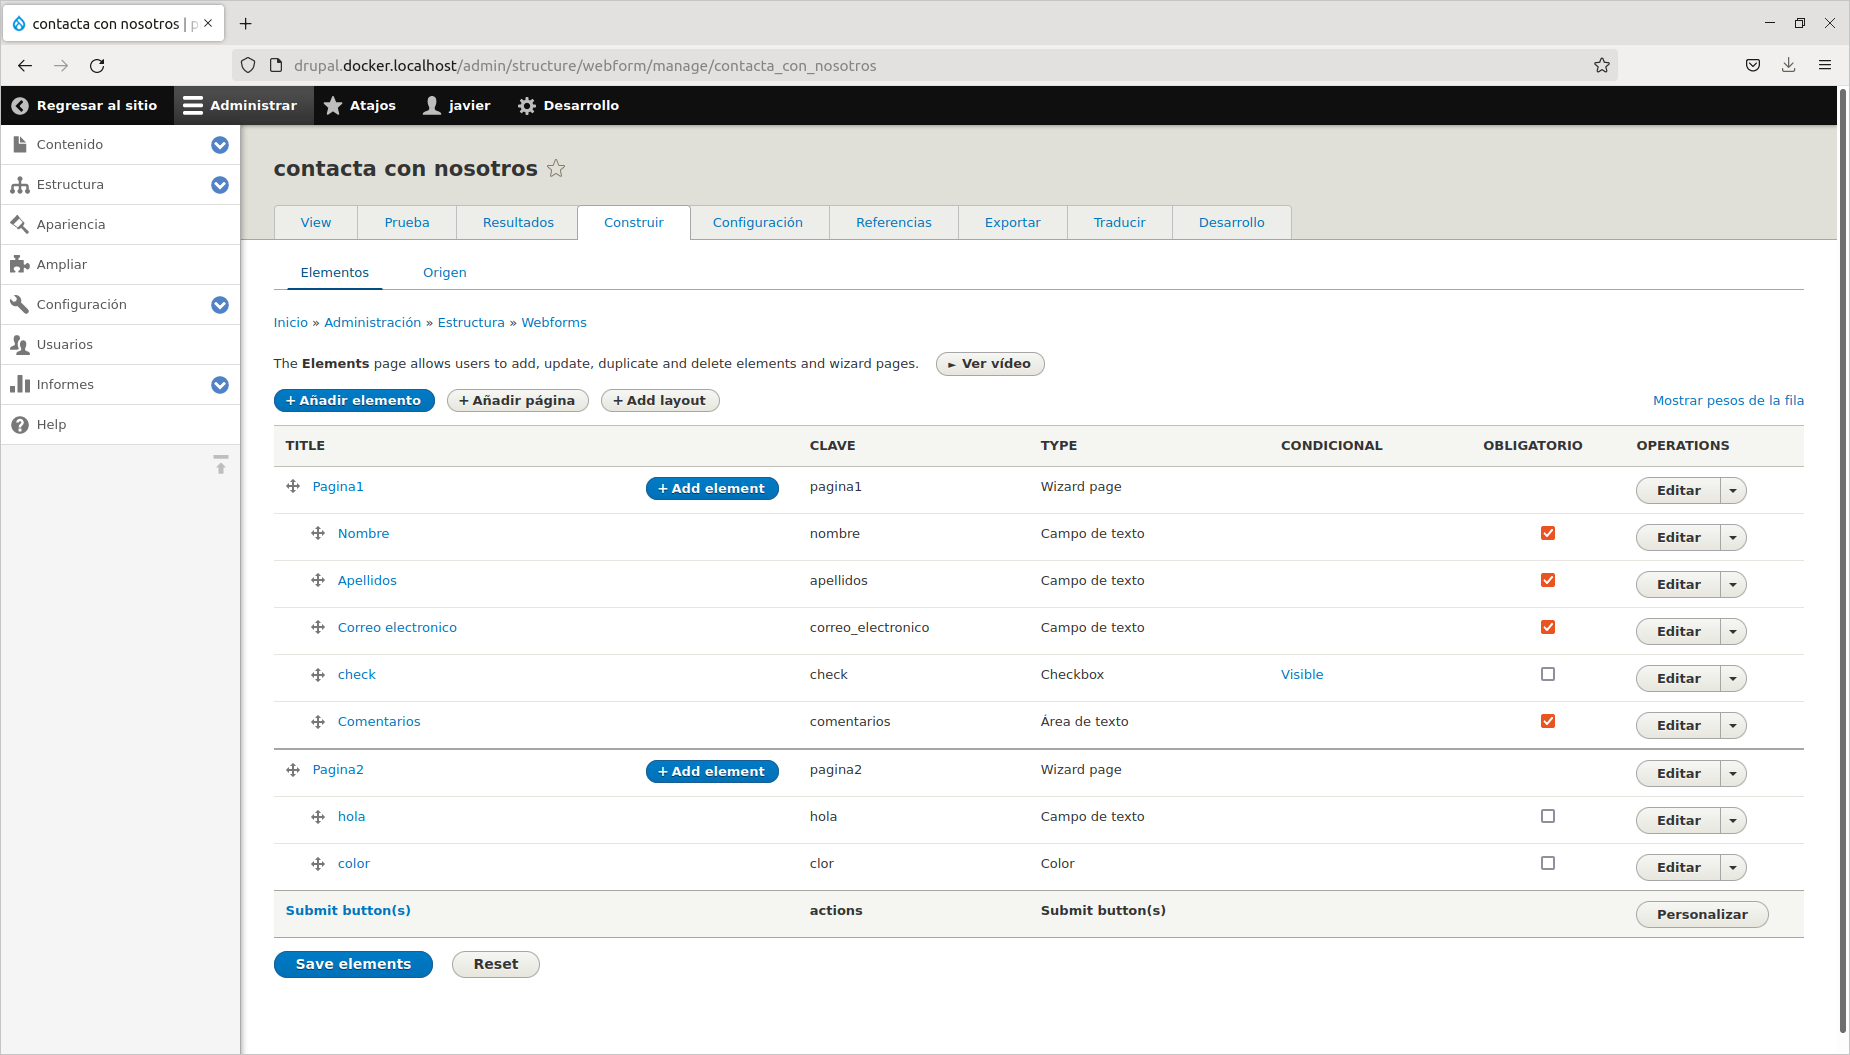 contacta con nosotros | p
drupal.docker.localhost/admin/structure/webform/manage/contacta_con_nosotros
Regresar al sitio
Administrar
Atajos
javier
Desarrollo
Contenido
Estructura
Apariencia
Ampliar
Configuración
Usuarios
Informes
Help
contacta con nosotros
View
Prueba
Resultados
Construir
Configuración
Referencias
Exportar
Traducir
Desarrollo
Elementos
Origen
Inicio » Administración » Estructura » Webforms
The Elements page allows users to add, update, duplicate and delete elements and wizard pages.
► Ver vídeo
+ Añadir elemento
+ Añadir página
+ Add layout
Mostrar pesos de la fila
TITLE CLAVE TYPE CONDICIONAL OBLIGATORIO OPERATIONS
Pagina1 + Add element pagina1 Wizard page Editar
Nombre nombre Campo de texto Editar
Apellidos apellidos Campo de texto Editar
Correo electronico correo_electronico Campo de texto Editar
check check Checkbox Visible Editar
Comentarios comentarios Área de texto Editar
Pagina2 + Add element pagina2 Wizard page Editar
hola hola Campo de texto Editar
color clor Color Editar
Submit button(s) actions Submit button(s) Personalizar
Save elements
Reset